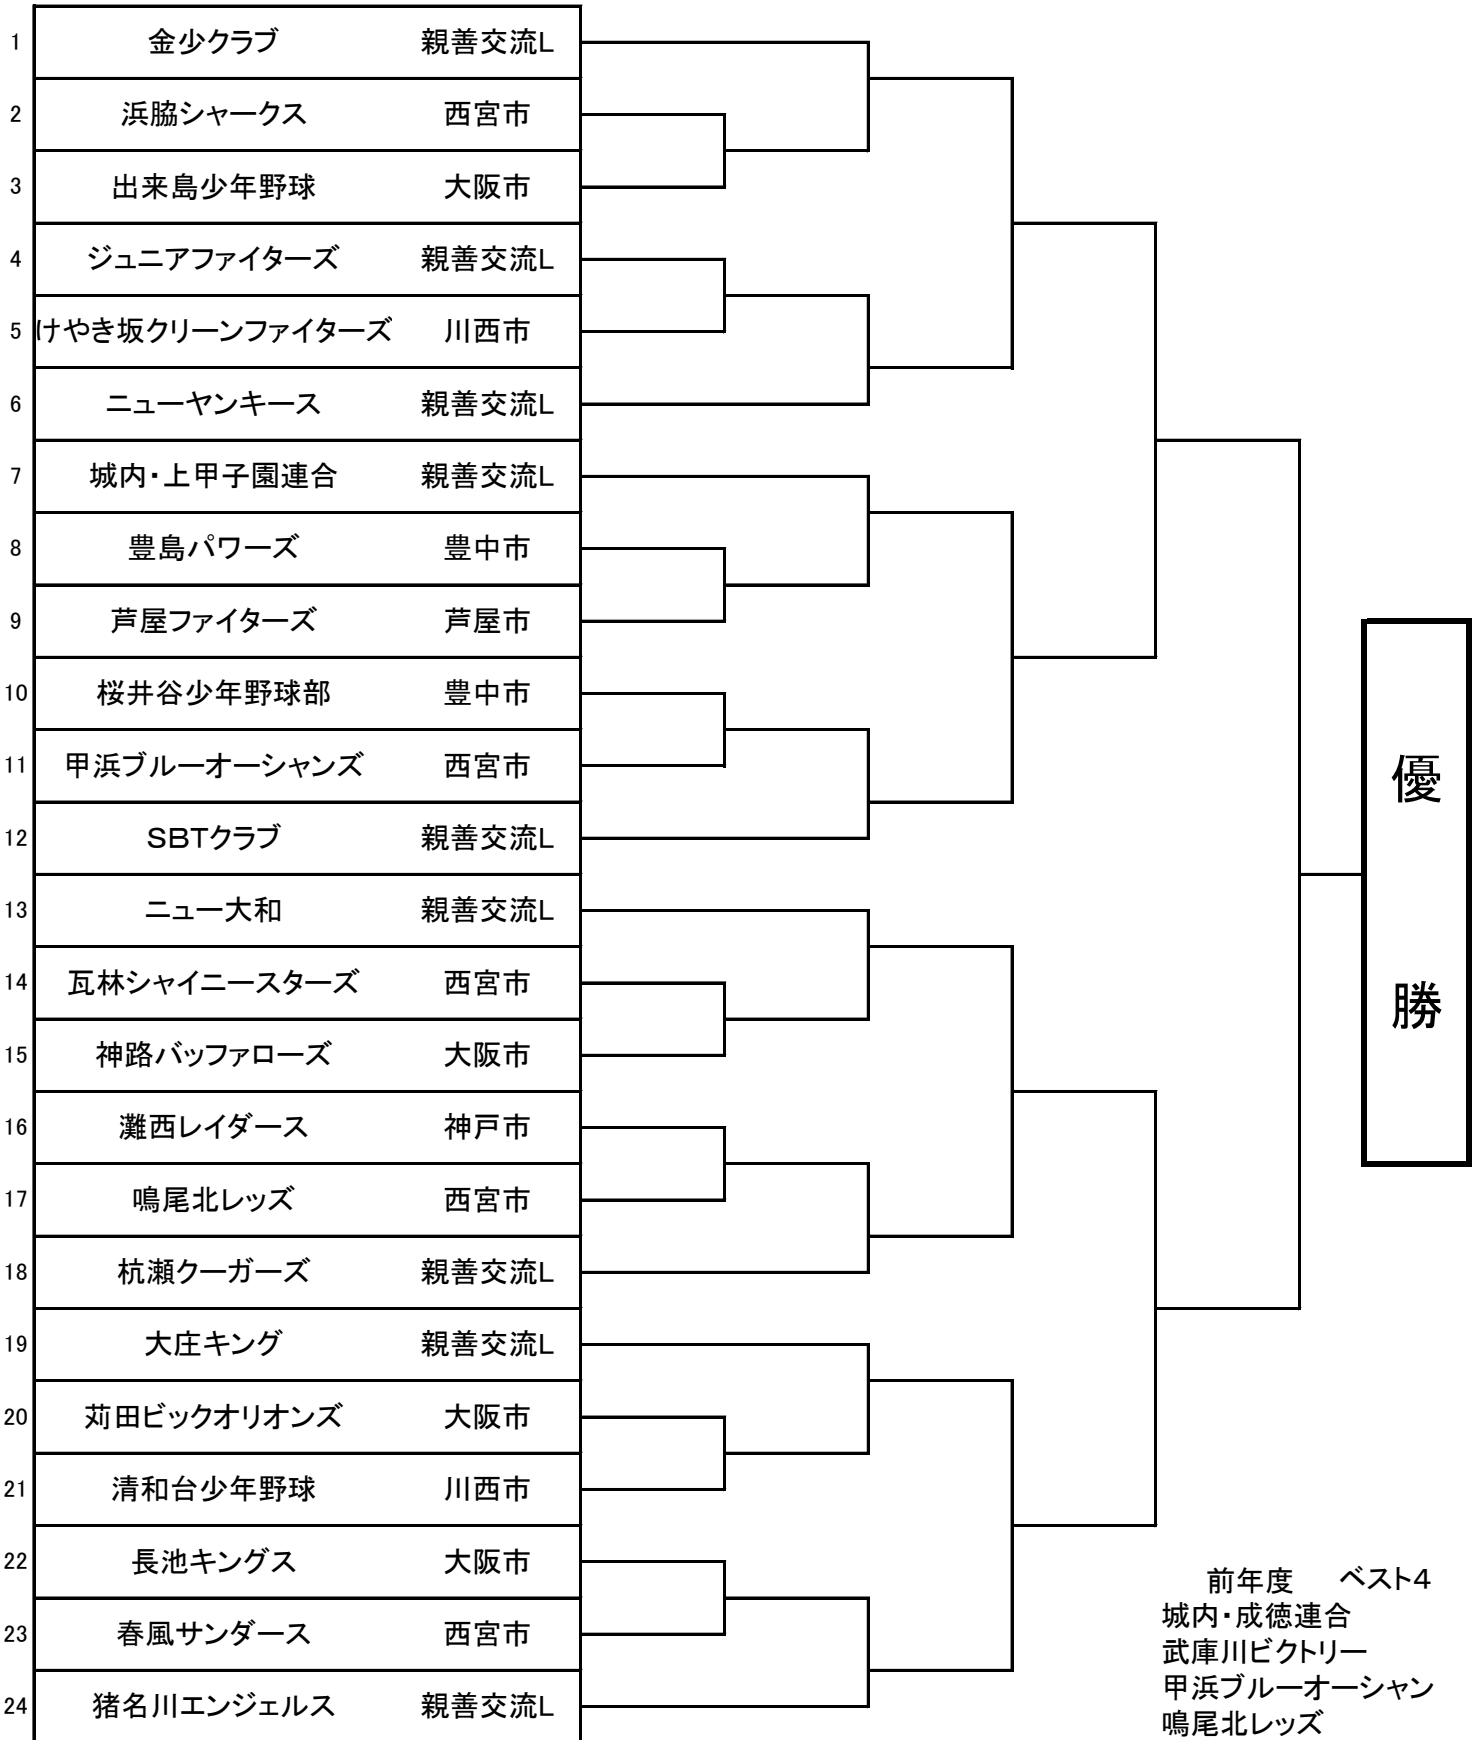 1 金少クラブ 親善交流L
2 浜脇シャークス 西宮市
3 出来島少年野球 大阪市
4 ジュニアファイターズ 親善交流L
5 けやき坂クリーンファイターズ 川西市
6 ニューヤンキース 親善交流L
7 城内・上甲子園連合 親善交流L
8 豊島パワーズ 豊中市
9 芦屋ファイターズ 芦屋市
10 桜井谷少年野球部 豊中市
11 甲浜ブルーオーシャンズ 西宮市
12 SBTクラブ 親善交流L
13 ニュー大和 親善交流L
14 瓦林シャイニースターズ 西宮市
15 神路バッファローズ 大阪市
16 灘西レイダース 神戸市
17 鳴尾北レッズ 西宮市
18 杭瀬クーガーズ 親善交流L
19 大庄キング 親善交流L
20 苅田ビックオリオンズ 大阪市
21 清和台少年野球 川西市
22 長池キングス 大阪市
23 春風サンダース 西宮市
24 猪名川エンジェルス 親善交流L
優勝
前年度 ベスト4
城内・成徳連合
武庫川ビクトリー
甲浜ブルーオーシャン
鳴尾北レッズ